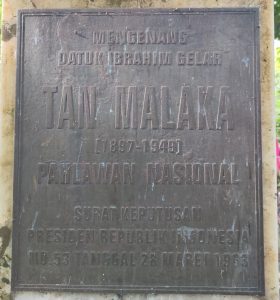 MENGENANG
DATUK IBRAHIM GELAR
TAN MALAKA
(1897-1949)
PAHLAWAN NASIONAL
SURAT KEPUTUSAN
PRESIDEN REPUBLIK INDONESIA
NO. 53 TANGGAL 28 MARET 1963